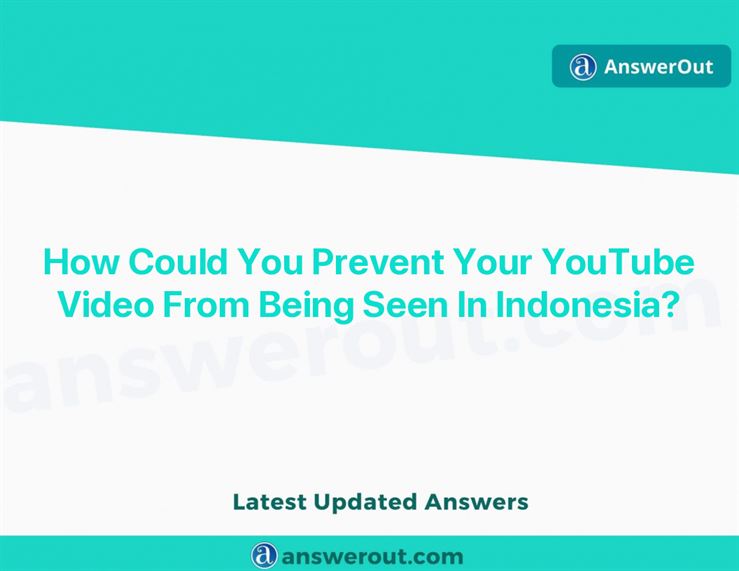 AnswerOut
How Could You Prevent Your YouTube
Video From Being Seen In Indonesia?
answerout.com
Latest Updated Answers
answerout.com